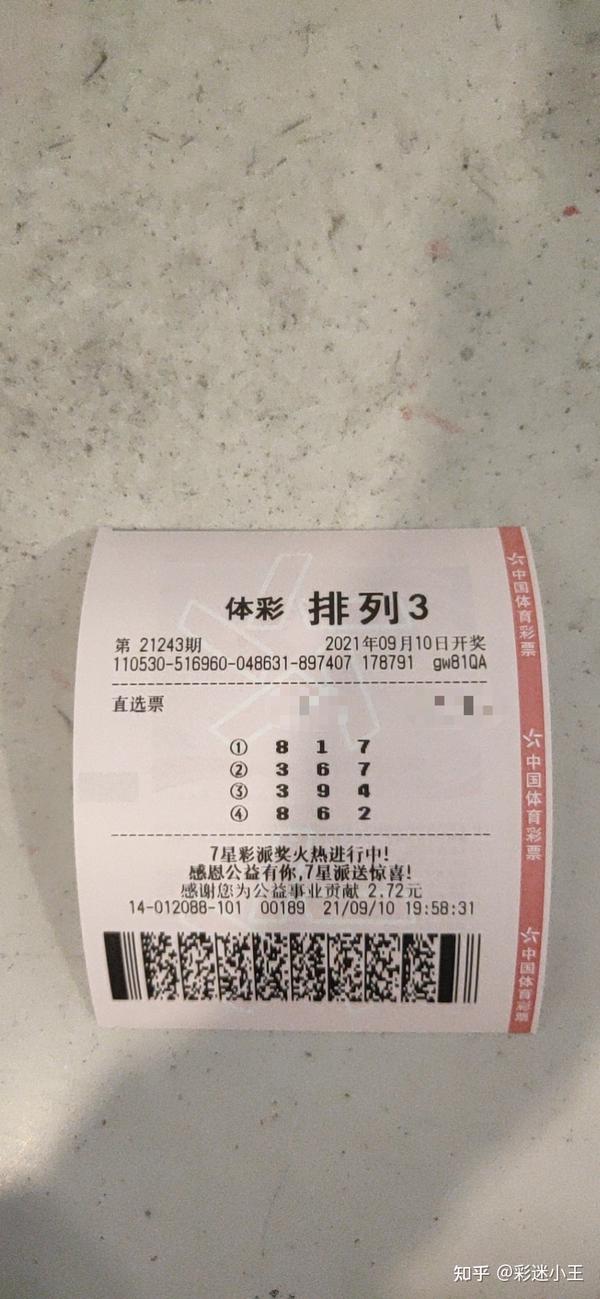 体彩 排列3
第 21243期 2021年09月10日开奖
110530-516960-048631-897407 178791 gw81QA
直选票
① 8 1 7
② 3 6 7
③ 3 9 4
④ 8 6 2
7星彩派奖火热进行中!
感恩公益有你,7星派送惊喜!
感谢您为公益事业贡献 2.72元
14-012088-101 00189 21/09/10 19:58:31
中国体育彩票
中国体育彩票
中国体育彩票
知乎 @彩迷小王